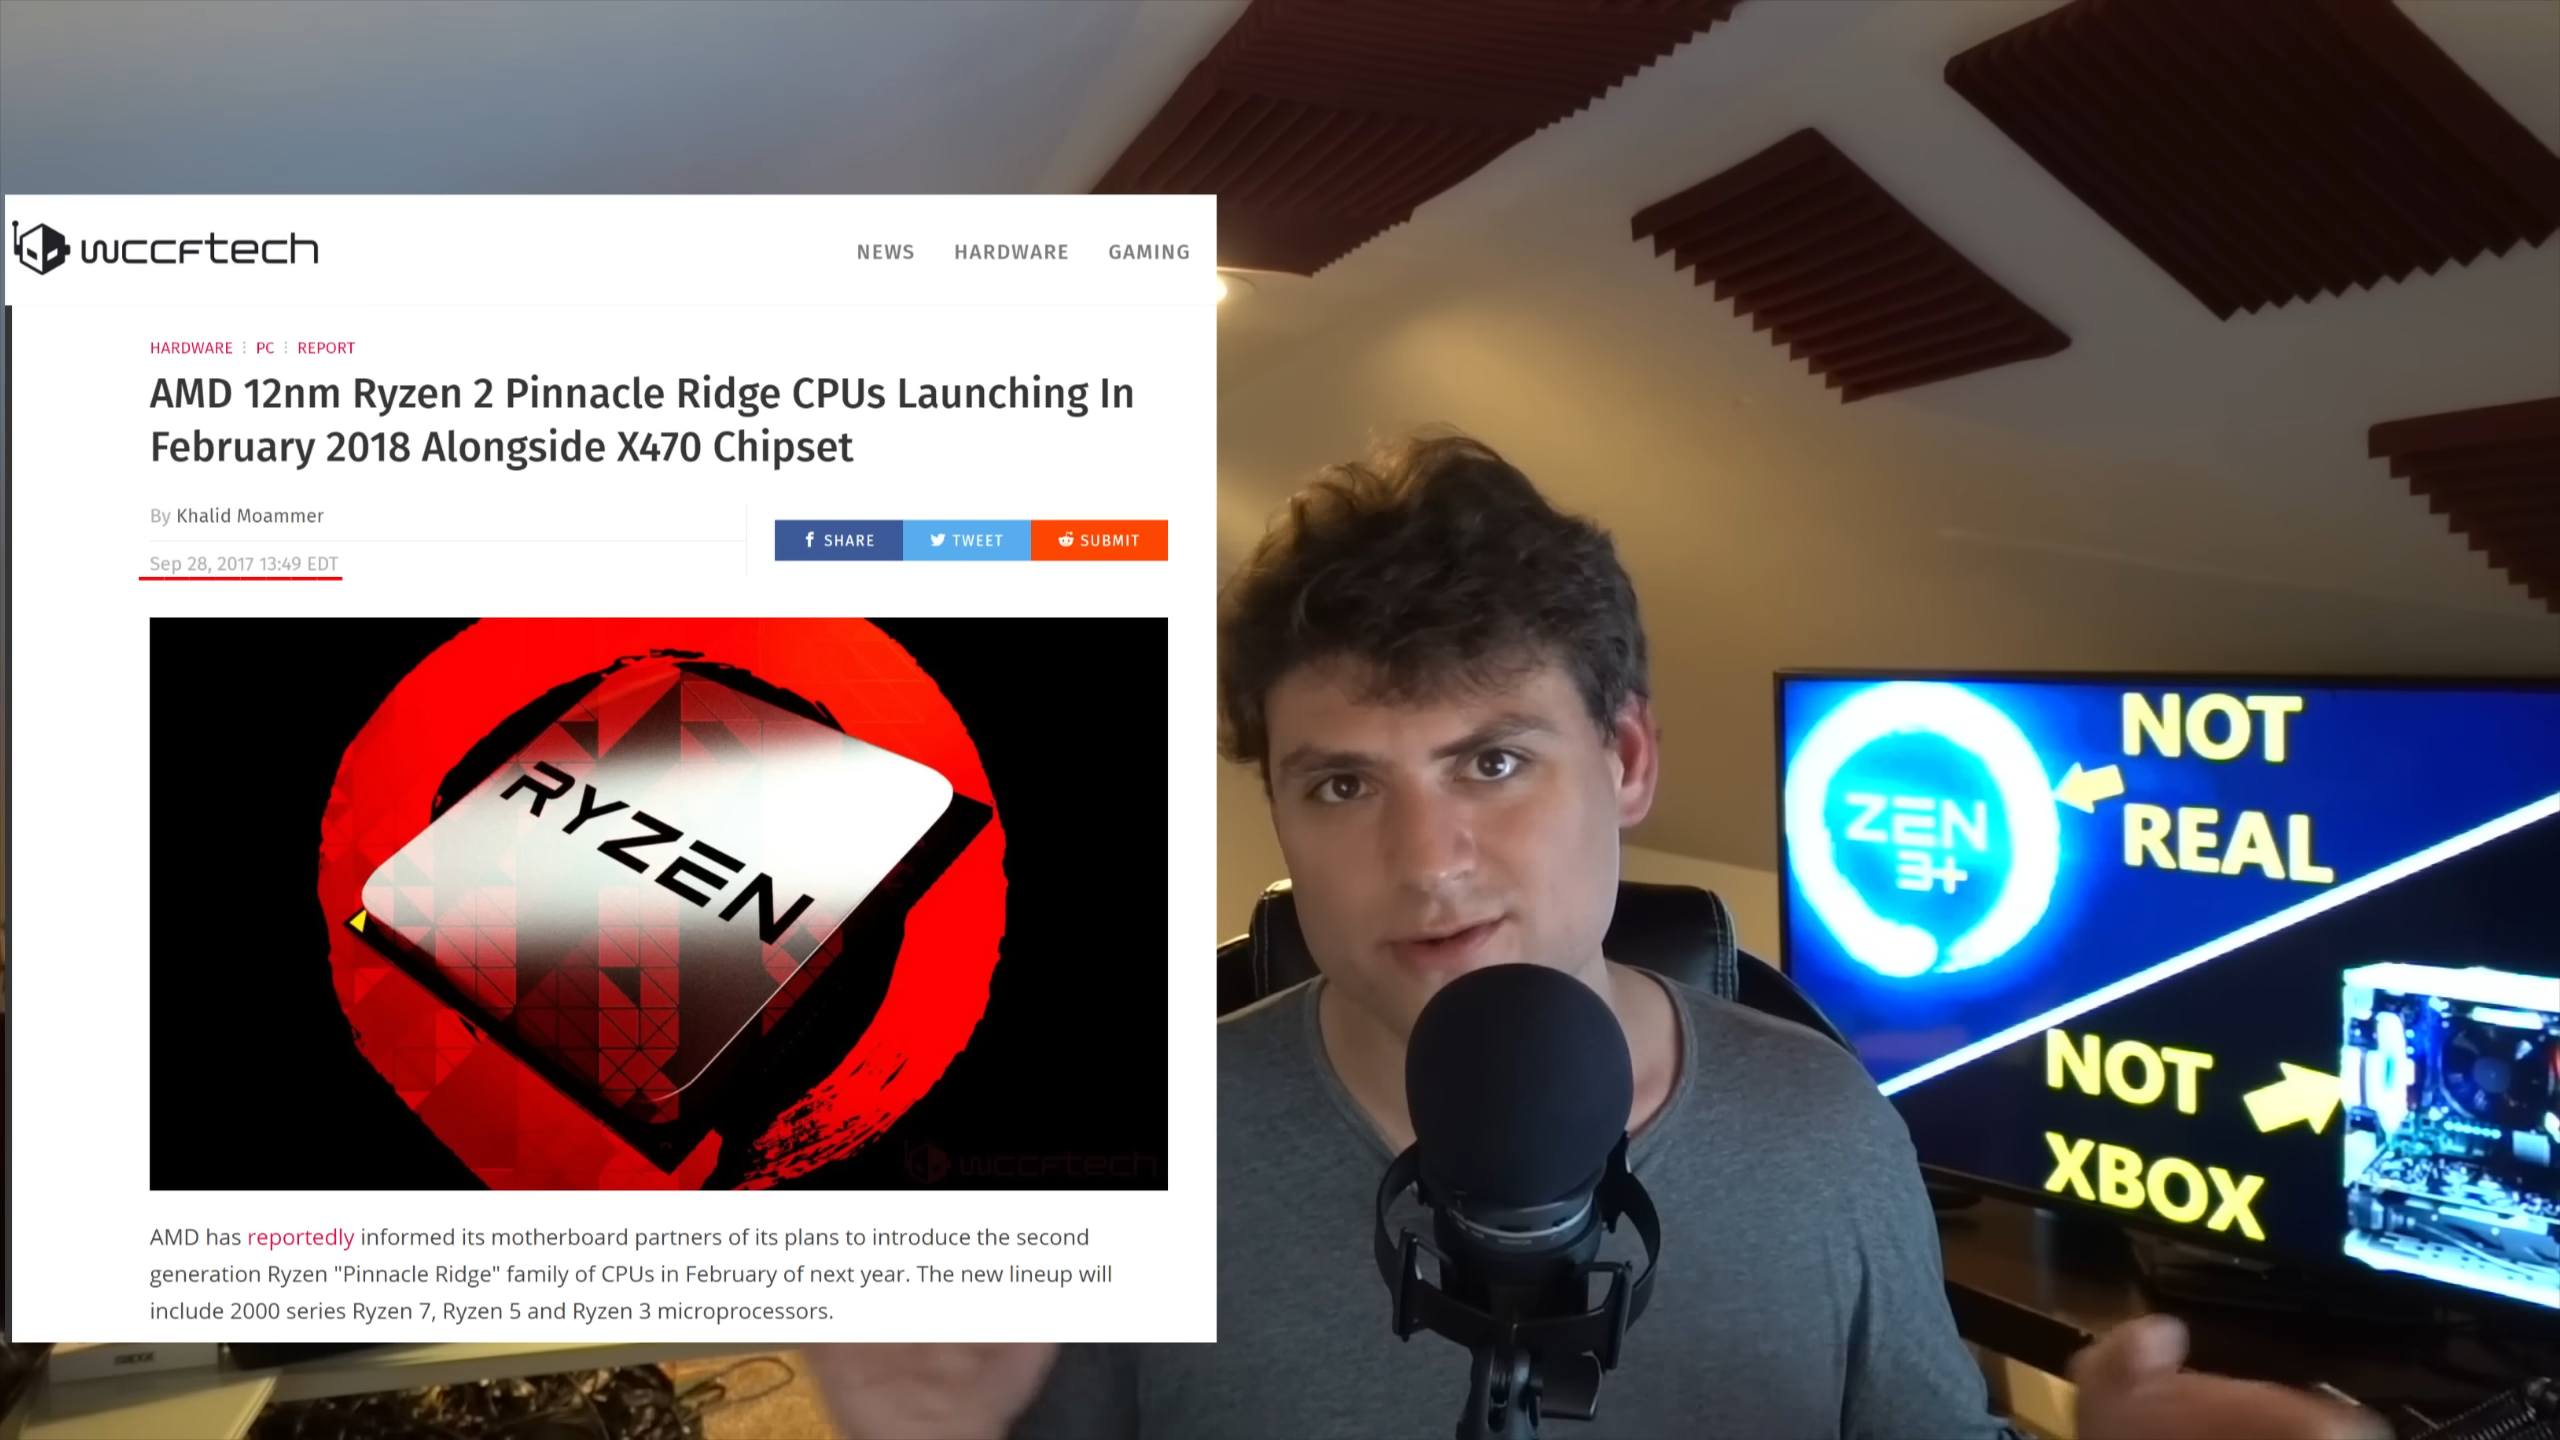 wccftech
NEWS HARDWARE GAMING
HARDWARE ⋮ PC ⋮ REPORT
AMD 12nm Ryzen 2 Pinnacle Ridge CPUs Launching In
February 2018 Alongside X470 Chipset
By Khalid Moammer
Sep 28, 2017 13:49 EDT
SHARE TWEET SUBMIT
RYZEN
wccftech
AMD has reportedly informed its motherboard partners of its plans to introduce the second
generation Ryzen "Pinnacle Ridge" family of CPUs in February of next year. The new lineup will
include 2000 series Ryzen 7, Ryzen 5 and Ryzen 3 microprocessors.
ZEN
3+
NOT
REAL
NOT
XBOX